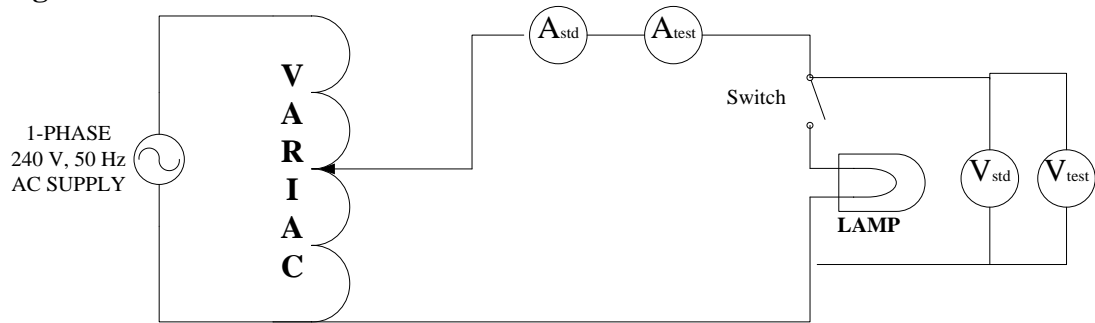 1-PHASE
240 V, 50 Hz
AC SUPPLY
V
A
R
I
A
C
Astd
Atest
Switch
LAMP
Vstd
Vtest